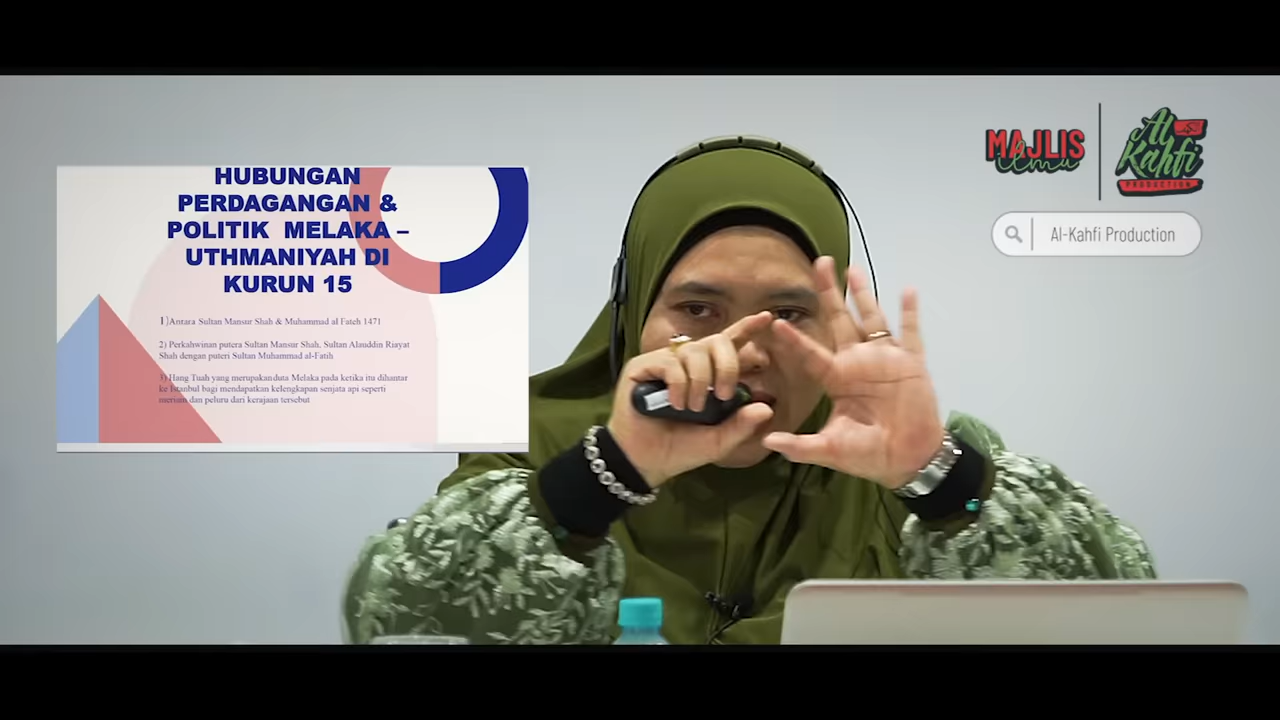 HUBUNGAN
PERDAGANGAN &
POLITIK MELAKA –
UTHMANIYAH DI
KURUN 15
1)Antara Sultan Mansur Shah & Muhammad al Fateh 1471
2) Perkahwinan putera Sultan Mansur Shah, Sultan Alauddin Riayat
Shah dengan puteri Sultan Muhammad al-Fatih
3) Hang Tuah yang merupakan duta Melaka pada ketika itu dihantar
ke Istanbul bagi mendapatkan kelengkapan senjata api seperti
meriam dan peluru dari kerajaan tersebut
MAJLIS
Ilmu
Al
Kahfi
PRODUCTION
Al-Kahfi Production